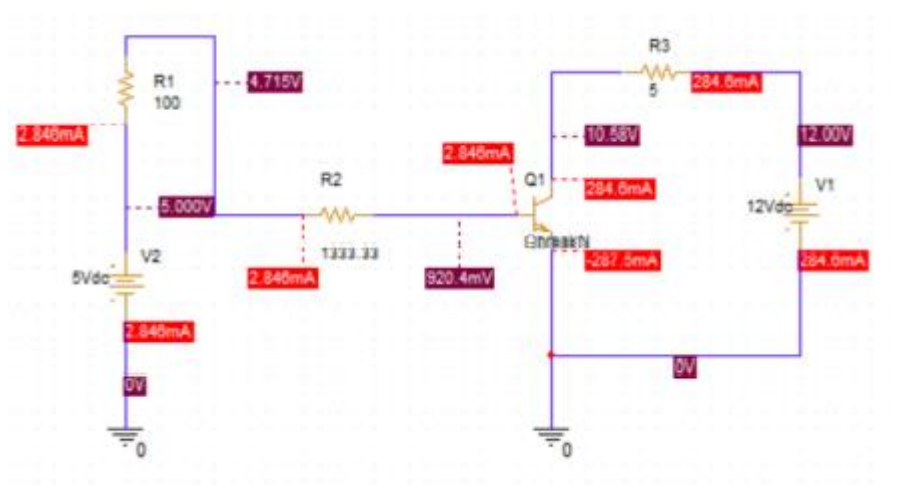 R3
R1
4.715V
284.6mA
5
100
2.846mA
10.58V
12.00V
2.846mA
R2
Q1
284.6mA
V1
5.000V
12Vdc
1333.33
QbreakN
V2
-287.5mA
284.6mA
5Vdc
2.846mA
920.4mV
2.846mA
0V
0V
0
0